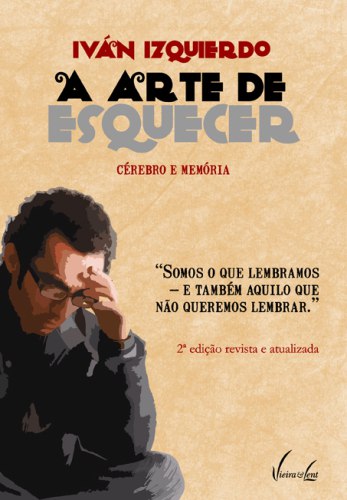 IVÁN IZQUIERDO
A ARTE DE
ESQUECER
CÉREBRO E MEMÓRIA
“SOMOS O QUE LEMBRAMOS
– E TAMBÉM AQUILO QUE
NÃO QUEREMOS LEMBRAR.”
2ª edição revista e atualizada
Vieira & Lent